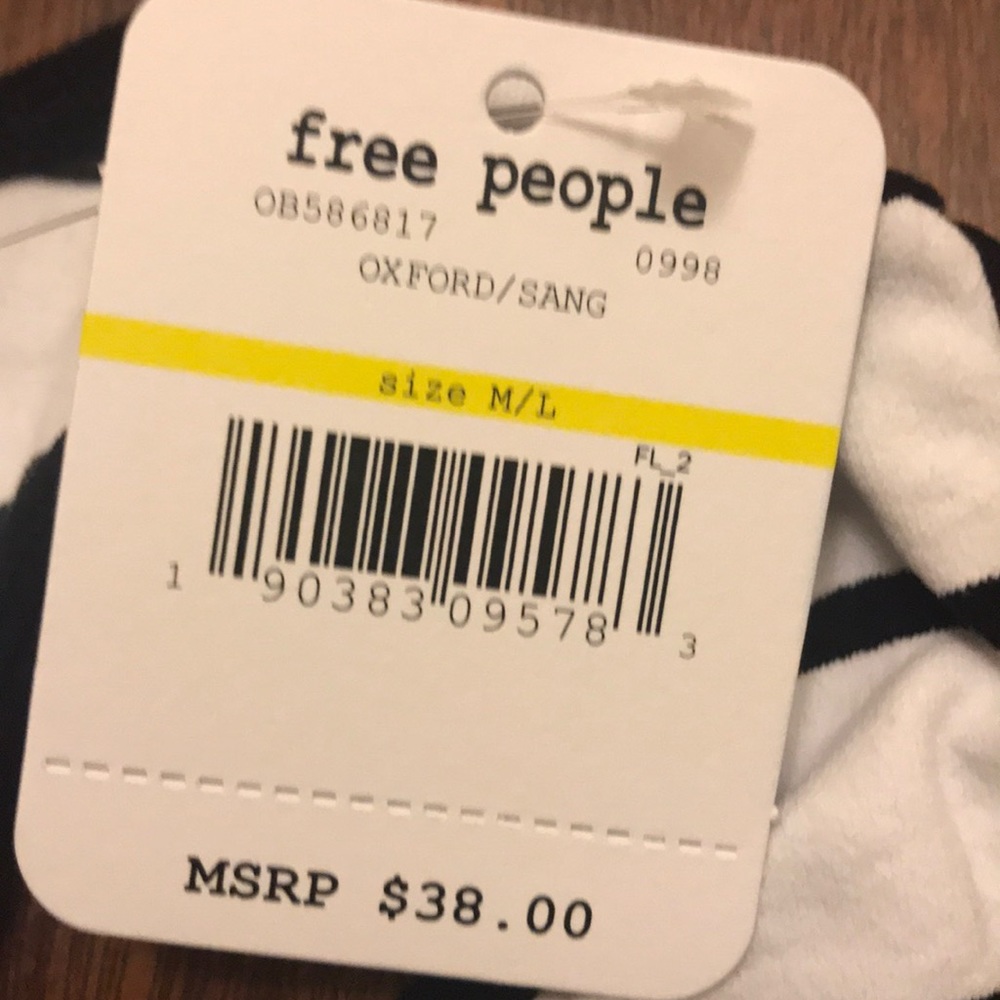 free people
OB586817 0998
OXFORD/SANG
size M/L
FL_2
1 90383 09578 3
MSRP $38.00